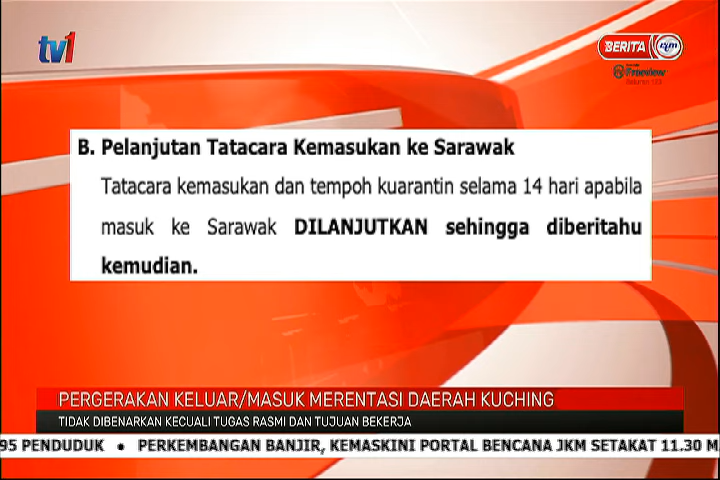 tv1
BERITA rtm
Freeview
B. Pelanjutan Tatacara Kemasukan ke Sarawak
Tatacara kemasukan dan tempoh kuarantin selama 14 hari apabila
masuk ke Sarawak DILANJUTKAN sehingga diberitahu
kemudian.
PERGERAKAN KELUAR/MASUK MERENTASI DAERAH KUCHING
TIDAK DIBENARKAN KECUALI TUGAS RASMI DAN TUJUAN BEKERJA
95 PENDUDUK • PERKEMBANGAN BANJIR, KEMASKINI PORTAL BENCANA JKM SETAKAT 11.30 M